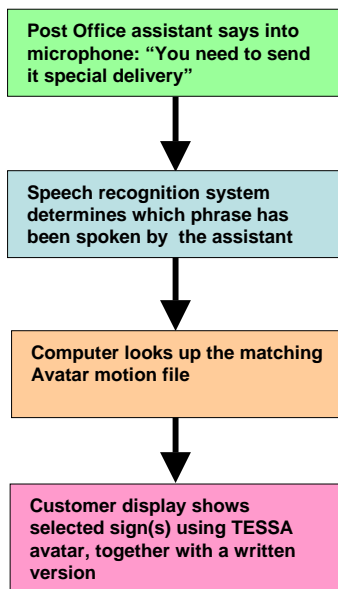 Post Office assistant says into
microphone: “You need to send
it special delivery”
Speech recognition system
determines which phrase has
been spoken by the assistant
Computer looks up the matching
Avatar motion file
Customer display shows
selected sign(s) using TESSA
avatar, together with a written
version